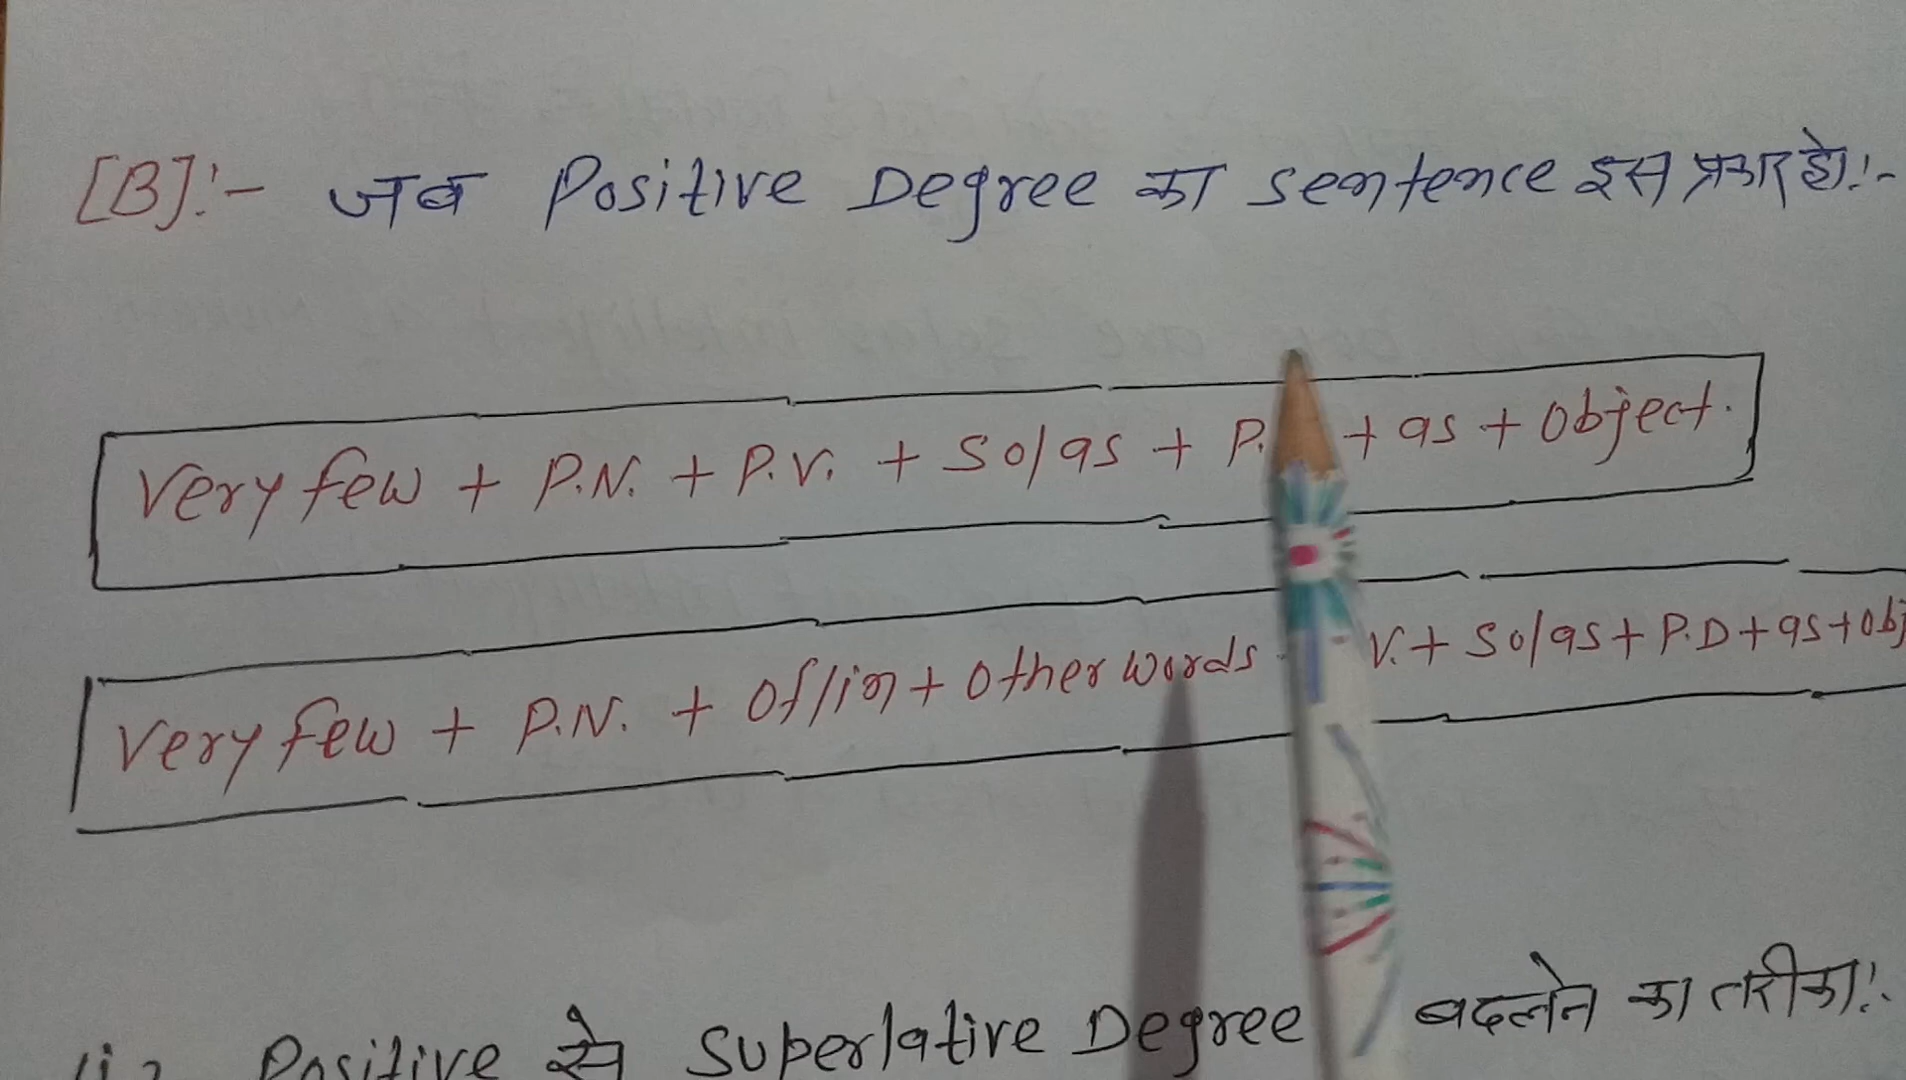 [B]:- जब Positive Degree का sentence इस प्रकार हो:-
Very few + P.N. + P.V. + so/as + P. + as + object.
Very few + P.N. + of/in + other words V. + so/as + P.D + as + obj
Positive से Superlative Degree बदलने का तरीका:-